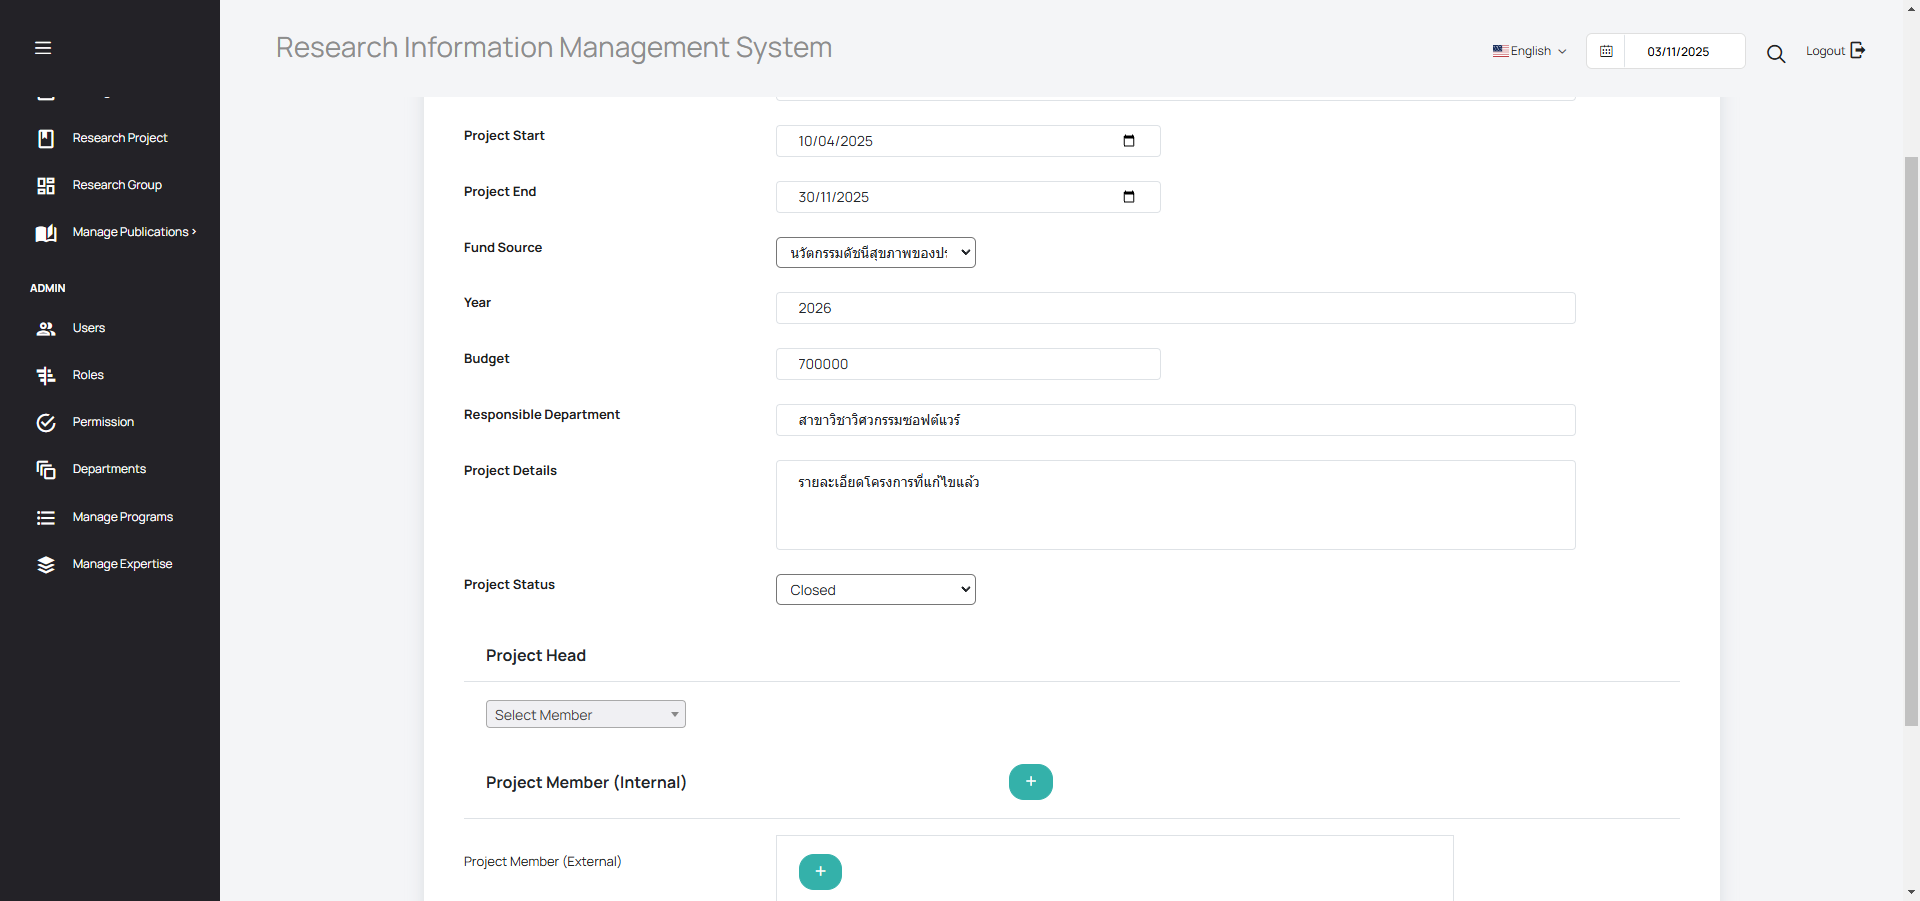 Research Information Management System
English
03/11/2025
Logout
Research Project
Research Group
Manage Publications >
ADMIN
Users
Roles
Permission
Departments
Manage Programs
Manage Expertise
Project Start
10/04/2025
Project End
30/11/2025
Fund Source
นวัตกรรมดัชนีสุขภาพของปร
Year
2026
Budget
700000
Responsible Department
สาขาวิชาวิศวกรรมซอฟต์แวร์
Project Details
รายละเอียดโครงการที่แก้ไขแล้ว
Project Status
Closed
Project Head
Select Member
Project Member (Internal)
+
Project Member (External)
+